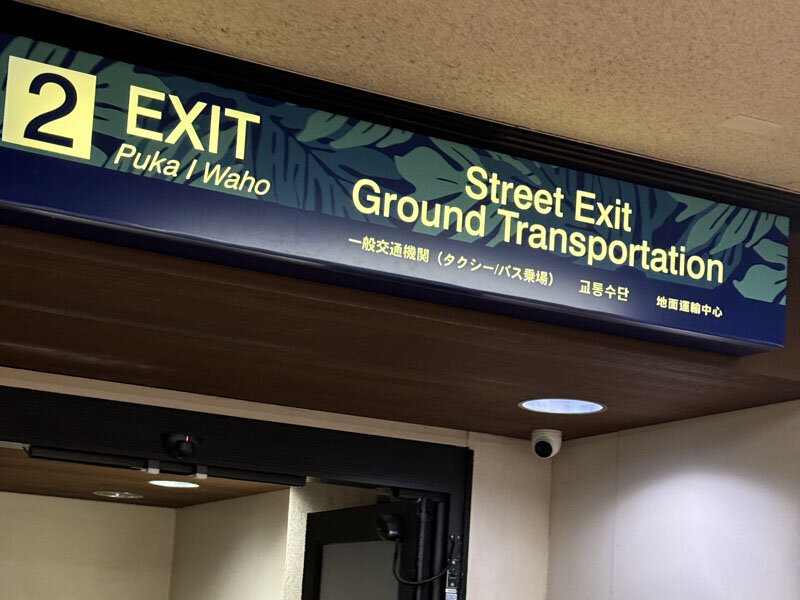 2
EXIT
Puka I Waho
Street Exit
Ground Transportation
一般交通機関（タクシー/バス乗場） 교통수단 地面運輸中心